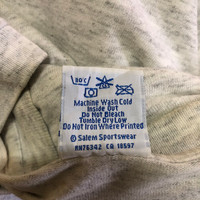 80°C
Machine Wash Cold
Inside Out
Do Not Bleach
Tumble Dry Low
Do Not Iron Where Printed
© Salem Sportswear
RN76342 CA 18597